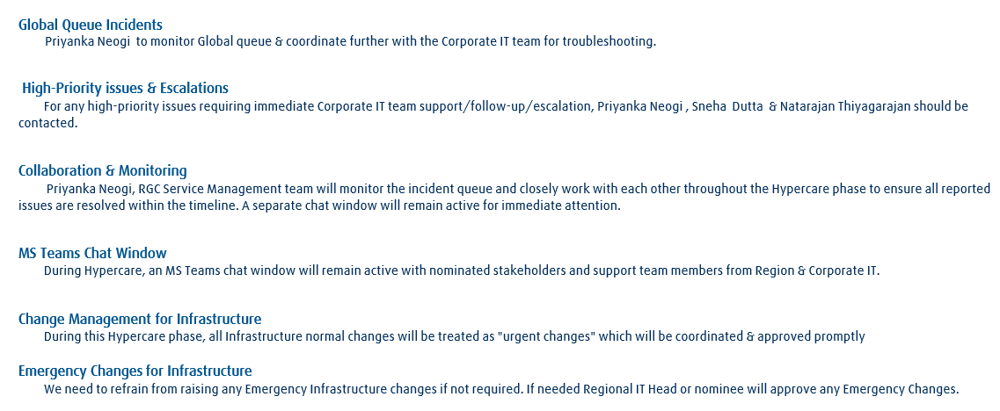 Global Queue Incidents
Priyanka Neogi to monitor Global queue & coordinate further with the Corporate IT team for troubleshooting.
High-Priority issues & Escalations
For any high-priority issues requiring immediate Corporate IT team support/follow-up/escalation, Priyanka Neogi , Sneha Dutta & Natarajan Thiyagarajan should be
contacted.
Collaboration & Monitoring
Priyanka Neogi, RGC Service Management team will monitor the incident queue and closely work with each other throughout the Hypercare phase to ensure all reported
issues are resolved within the timeline. A separate chat window will remain active for immediate attention.
MS Teams Chat Window
During Hypercare, an MS Teams chat window will remain active with nominated stakeholders and support team members from Region & Corporate IT.
Change Management for Infrastructure
During this Hypercare phase, all Infrastructure normal changes will be treated as "urgent changes" which will be coordinated & approved promptly
Emergency Changes for Infrastructure
We need to refrain from raising any Emergency Infrastructure changes if not required. If needed Regional IT Head or nominee will approve any Emergency Changes.